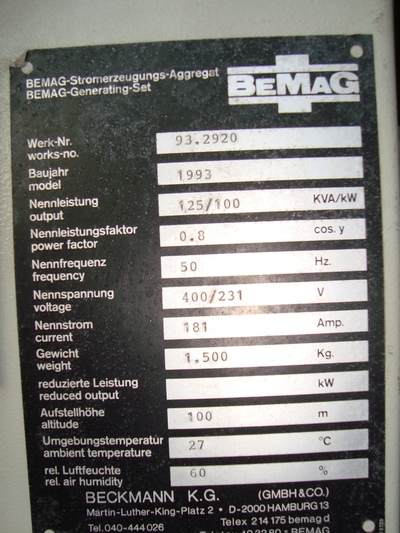 BEMAG-Stromerzeugungs-Aggregat
BEMAG-Generating-Set
BEMAG
Werk-Nr. 93.2920
works-no.
Baujahr 1993
model
Nennleistung 125/100 KVA/kW
output
Nennleistungsfaktor 0.8 cos. y
power factor
Nennfrequenz 50 Hz.
frequency
Nennspannung 400/231 V
voltage
Nennstrom 181 Amp.
current
Gewicht 1.500 Kg.
weight
reduzierte Leistung kW
reduced output
Aufstellhöhe 100 m
altitude
Umgebungstemperatur 27 °C
ambient temperature
rel. Luftfeuchte 60 %
rel. air humidity
BECKMANN K.G. (GMBH & CO.)
Martin-Luther-King-Platz 2 • D-2000 HAMBURG 13
Tel. 040-444026 Telex 214175 bemag d
BEMAG